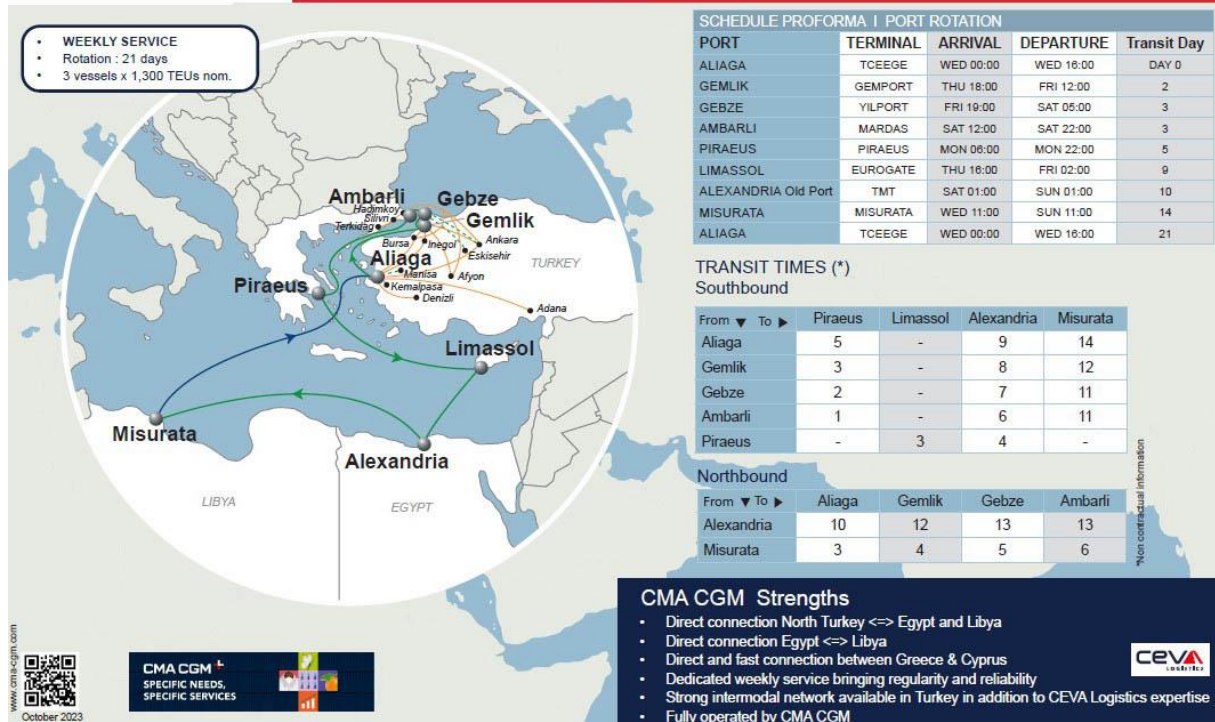 WEEKLY SERVICE
Rotation : 21 days
3 vessels x 1,300 TEUs nom.
Ambarli
Gebze
Gemlik
Hadimkoy
Silivri
Terkidag
Bursa
Inegol
Ankara
Eskisehir
Aliaga
Manisa
Kemalpasa
Denizli
Afyon
Adana
TURKEY
Piraeus
Limassol
Misurata
Alexandria
LIBYA
EGYPT
SCHEDULE PROFORMA I PORT ROTATION
PORT TERMINAL ARRIVAL DEPARTURE Transit Day
ALIAGA TCEEGE WED 00:00 WED 16:00 DAY 0
GEMLIK GEMPORT THU 18:00 FRI 12:00 2
GEBZE YILPORT FRI 19:00 SAT 05:00 3
AMBARLI MARDAS SAT 12:00 SAT 22:00 3
PIRAEUS PIRAEUS MON 06:00 MON 22:00 5
LIMASSOL EUROGATE THU 16:00 FRI 02:00 9
ALEXANDRIA Old Port TMT SAT 01:00 SUN 01:00 10
MISURATA MISURATA WED 11:00 SUN 11:00 14
ALIAGA TCEEGE WED 00:00 WED 16:00 21
TRANSIT TIMES (*)
Southbound
From ▼ To ▶ Piraeus Limassol Alexandria Misurata
Aliaga 5 - 9 14
Gemlik 3 - 8 12
Gebze 2 - 7 11
Ambarli 1 - 6 11
Piraeus - 3 4 -
Northbound
From ▼ To ▶ Aliaga Gemlik Gebze Ambarli
Alexandria 10 12 13 13
Misurata 3 4 5 6
*Non contractual information
CMA CGM Strengths
Direct connection North Turkey <=> Egypt and Libya
Direct connection Egypt <=> Libya
Direct and fast connection between Greece & Cyprus
Dedicated weekly service bringing regularity and reliability
Strong intermodal network available in Turkey in addition to CEVA Logistics expertise
Fully operated by CMA CGM
CEVA
Logistics
www.cma-cgm.com
October 2023
CMA CGM+
SPECIFIC NEEDS,
SPECIFIC SERVICES